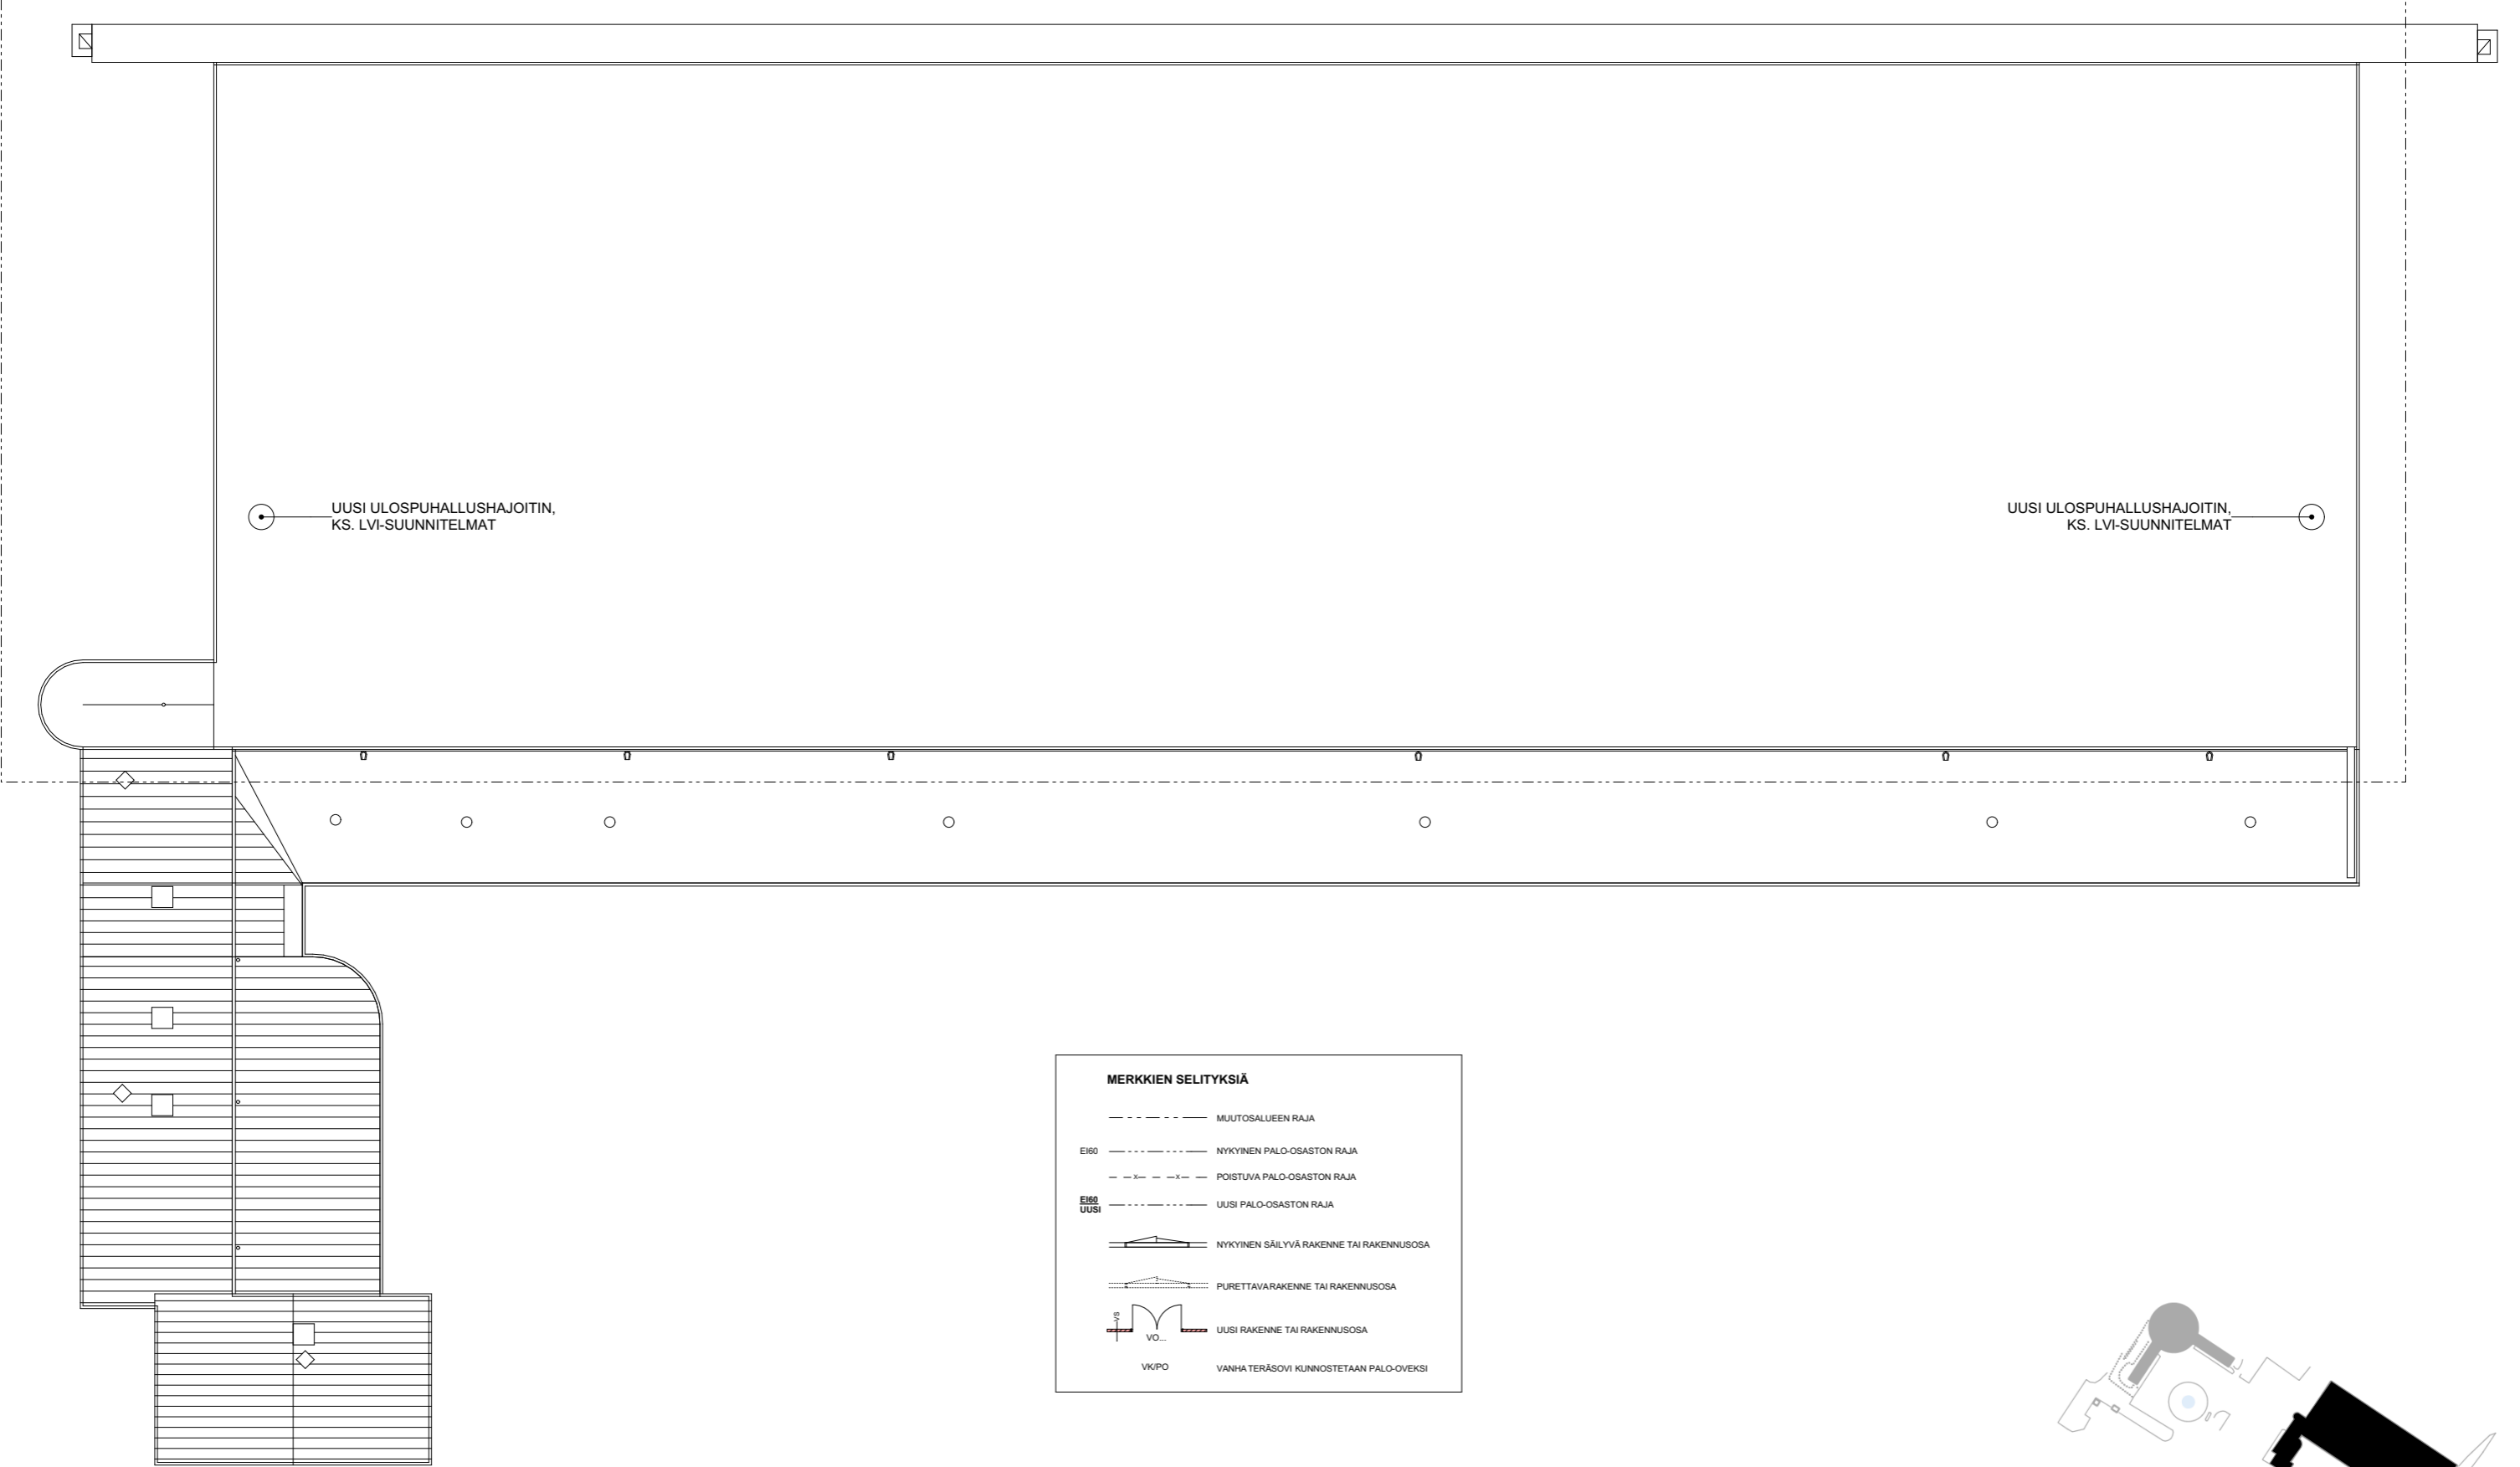 UUSI ULOSPUHALLUSHAJOITIN,
KS. LVI-SUUNNITELMAT
UUSI ULOSPUHALLUSHAJOITIN,
KS. LVI-SUUNNITELMAT
MERKKIEN SELITYKSIÄ
MUUTOSALUEEN RAJA
EI60 NYKYINEN PALO-OSASTON RAJA
X X POISTUVA PALO-OSASTON RAJA
EI60
UUSI UUSI PALO-OSASTON RAJA
NYKYINEN SÄILYVÄ RAKENNE TAI RAKENNUSOSA
PURETTAVA RAKENNE TAI RAKENNUSOSA
VS
VO... UUSI RAKENNE TAI RAKENNUSOSA
VK/PO VANHA TERÄSOVI KUNNOSTETAAN PALO-OVEKSI